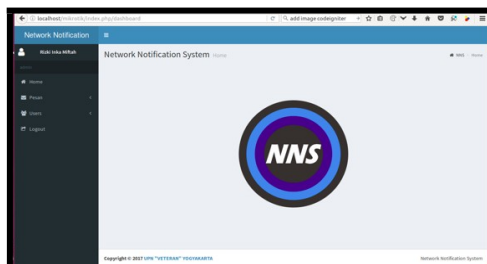 localhost/mikrotik/index.php/dashboard
add image codeigniter
Network Notification
Rizki Inka Miftah
Network Notification System
NNS
Home
Home
Pesan
Users
Logout
NNS
Copyright © 2017 UPN "VETERAN" YOGYAKARTA
Network Notification System